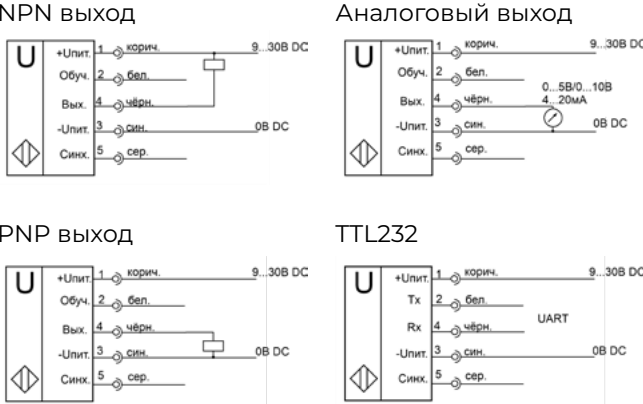 NPN выход
U
+Uпит. 1 корич. 9...30В DC
Обуч. 2 бел.
Вых. 4 чёрн.
-Uпит. 3 син. 0В DC
Синх. 5 сер.
Аналоговый выход
U
+Uпит. 1 корич. 9...30В DC
Обуч. 2 бел.
0...5В/0...10В
Вых. 4 чёрн. 4...20мА
-Uпит. 3 син. 0В DC
Синх. 5 сер.
PNP выход
U
+Uпит. 1 корич. 9...30В DC
Обуч. 2 бел.
Вых. 4 чёрн.
-Uпит. 3 син. 0В DC
Синх. 5 сер.
TTL232
U
+Uпит. 1 корич. 9...30В DC
Tx 2 бел.
UART
Rx 4 чёрн.
-Uпит. 3 син. 0В DC
Синх. 5 сер.